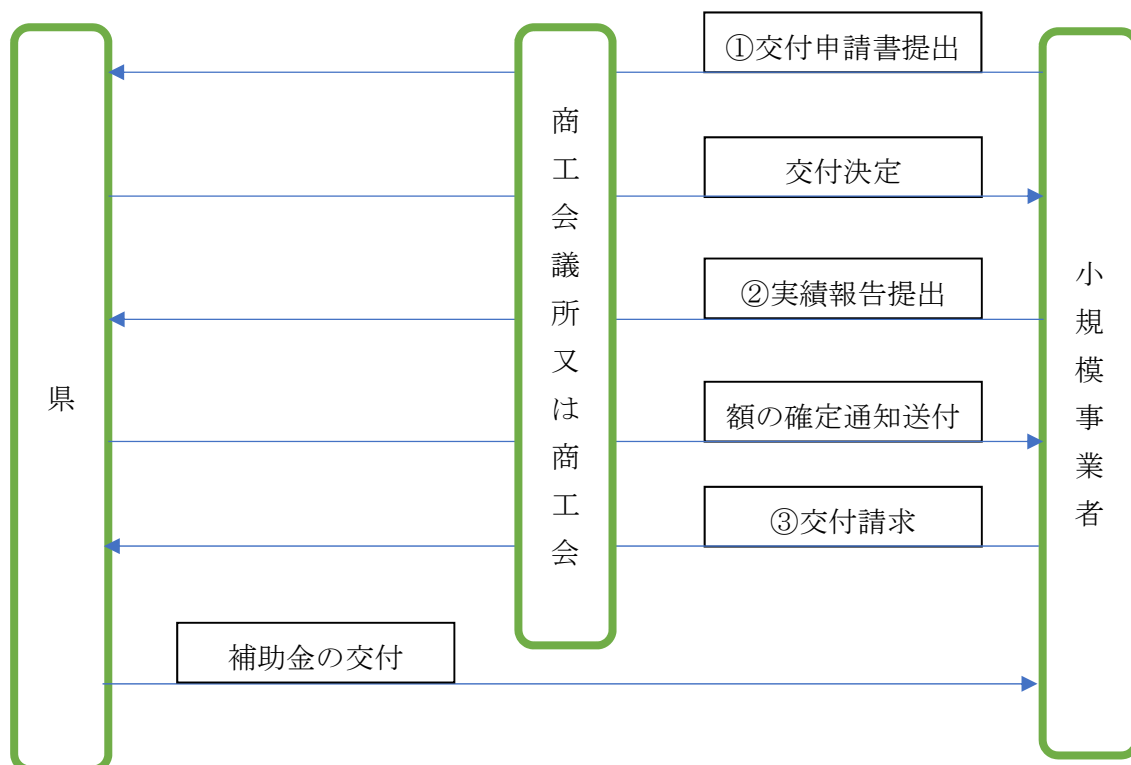 ①交付申請書提出
交付決定
②実績報告提出
額の確定通知送付
③交付請求
補助金の交付
県
商工会議所又は商工会
小規模事業者